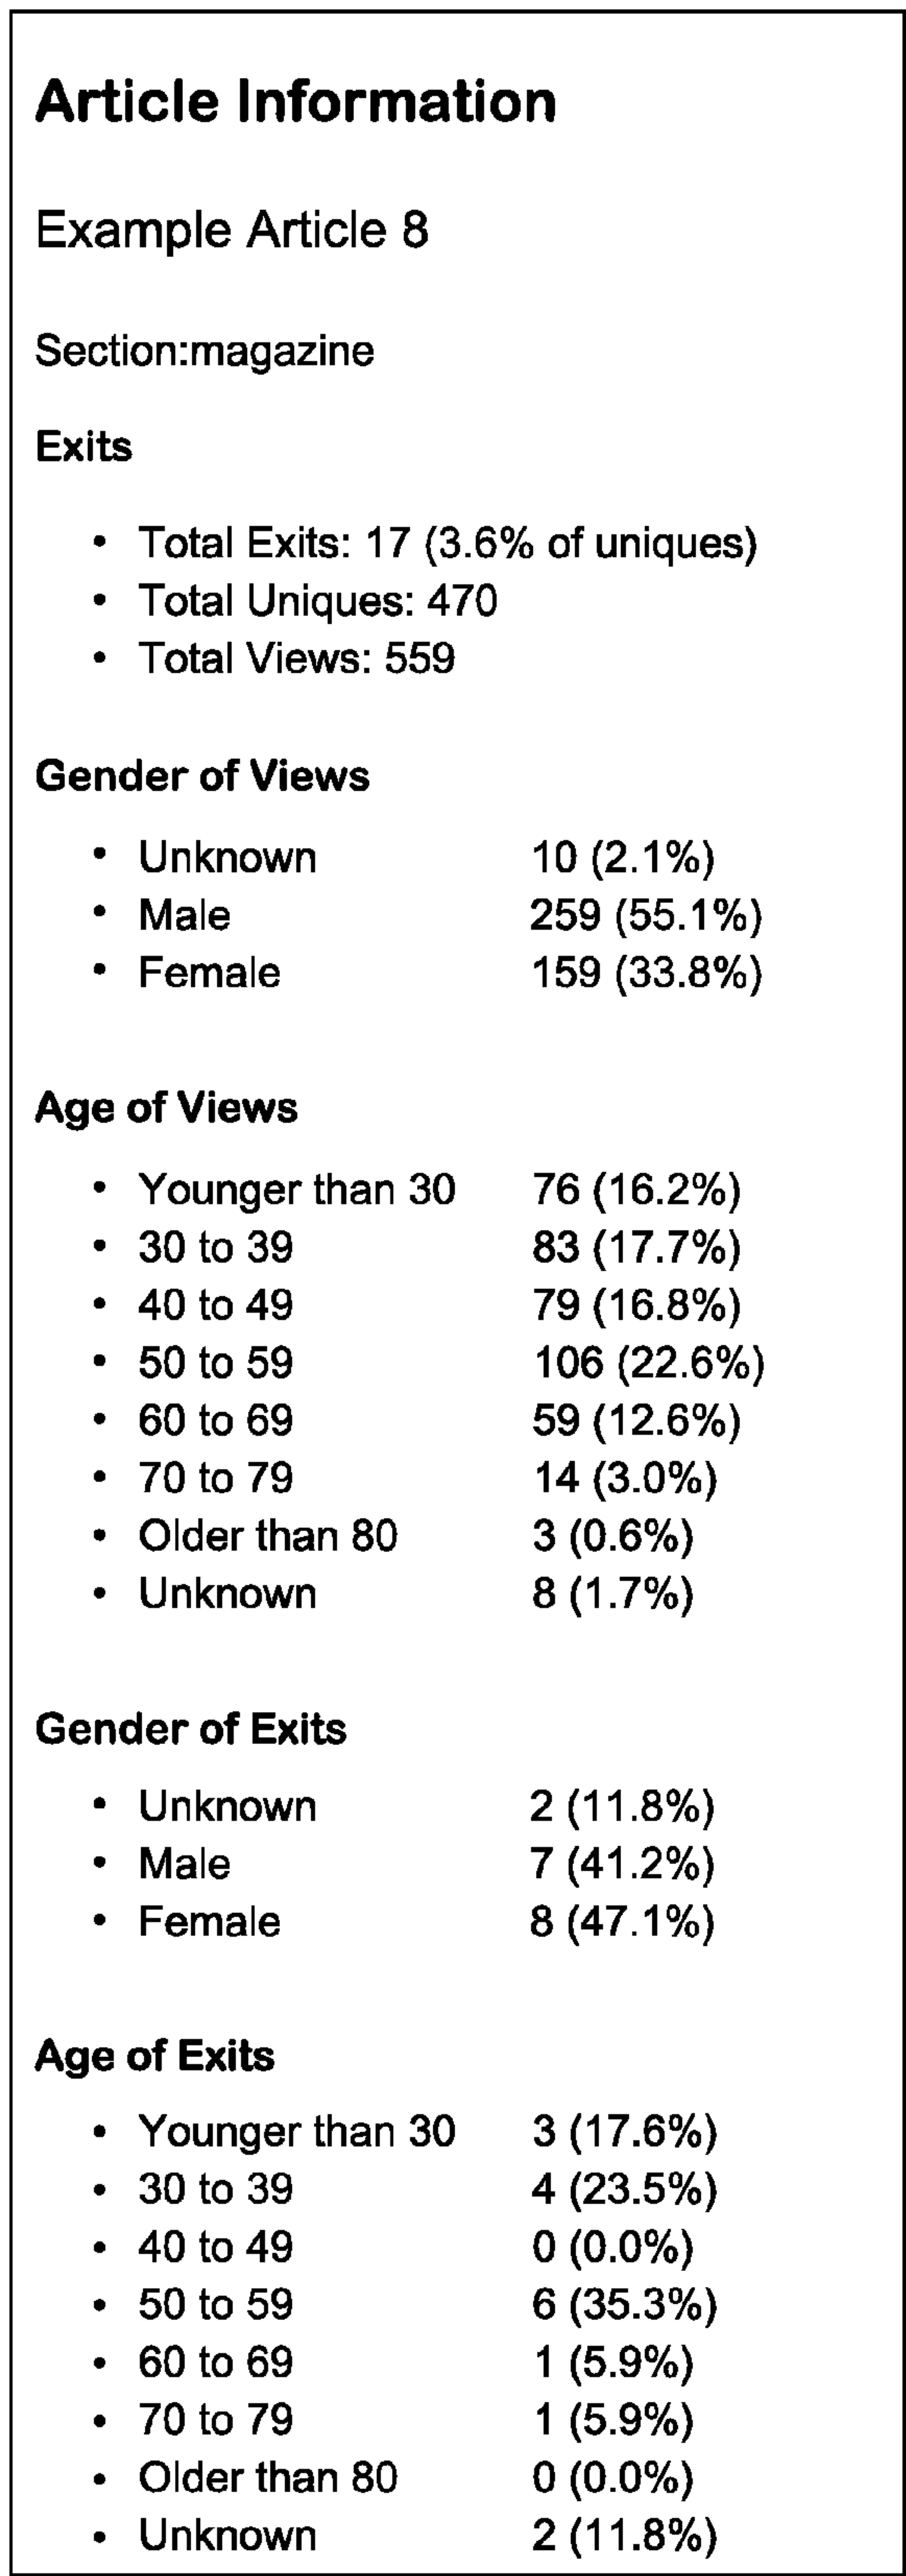 Article Information
Example Article 8
Section:magazine
Exits
• Total Exits: 17 (3.6% of uniques)
• Total Uniques: 470
• Total Views: 559
Gender of Views
• Unknown 10 (2.1%)
• Male 259 (55.1%)
• Female 159 (33.8%)
Age of Views
• Younger than 30 76 (16.2%)
• 30 to 39 83 (17.7%)
• 40 to 49 79 (16.8%)
• 50 to 59 106 (22.6%)
• 60 to 69 59 (12.6%)
• 70 to 79 14 (3.0%)
• Older than 80 3 (0.6%)
• Unknown 8 (1.7%)
Gender of Exits
• Unknown 2 (11.8%)
• Male 7 (41.2%)
• Female 8 (47.1%)
Age of Exits
• Younger than 30 3 (17.6%)
• 30 to 39 4 (23.5%)
• 40 to 49 0 (0.0%)
• 50 to 59 6 (35.3%)
• 60 to 69 1 (5.9%)
• 70 to 79 1 (5.9%)
• Older than 80 0 (0.0%)
• Unknown 2 (11.8%)